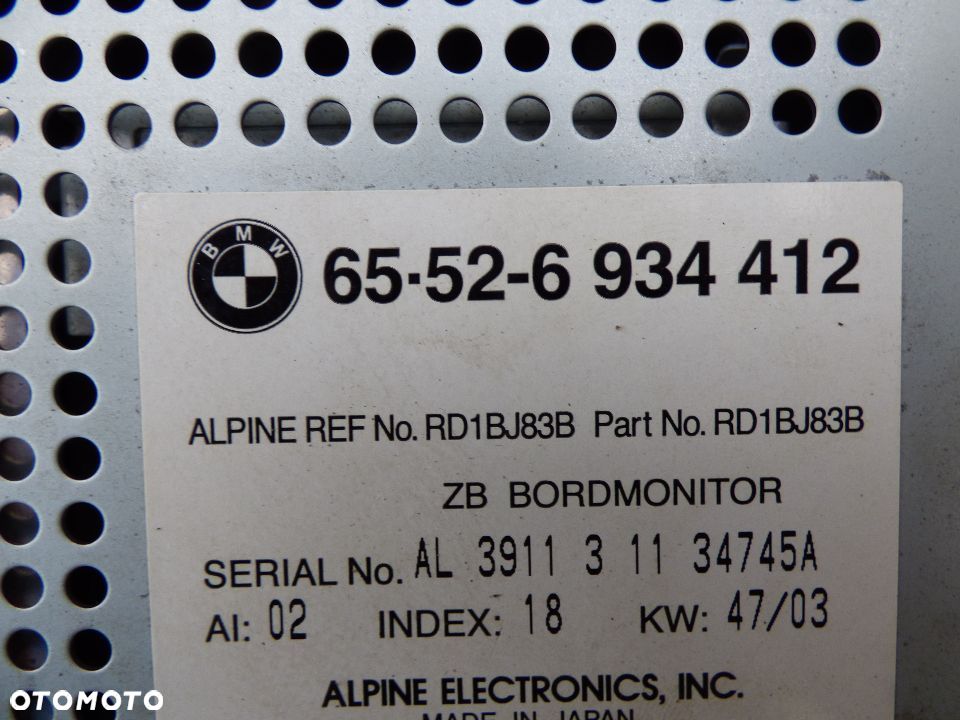 BMW
65·52-6 934 412
ALPINE REF No. RD1BJ83B Part No. RD1BJ83B
ZB BORDMONITOR
SERIAL No. AL 3911 3 11 34745A
AI: 02 INDEX: 18 KW: 47/03
ALPINE ELECTRONICS, INC.
MADE IN JAPAN
OTOMOTO